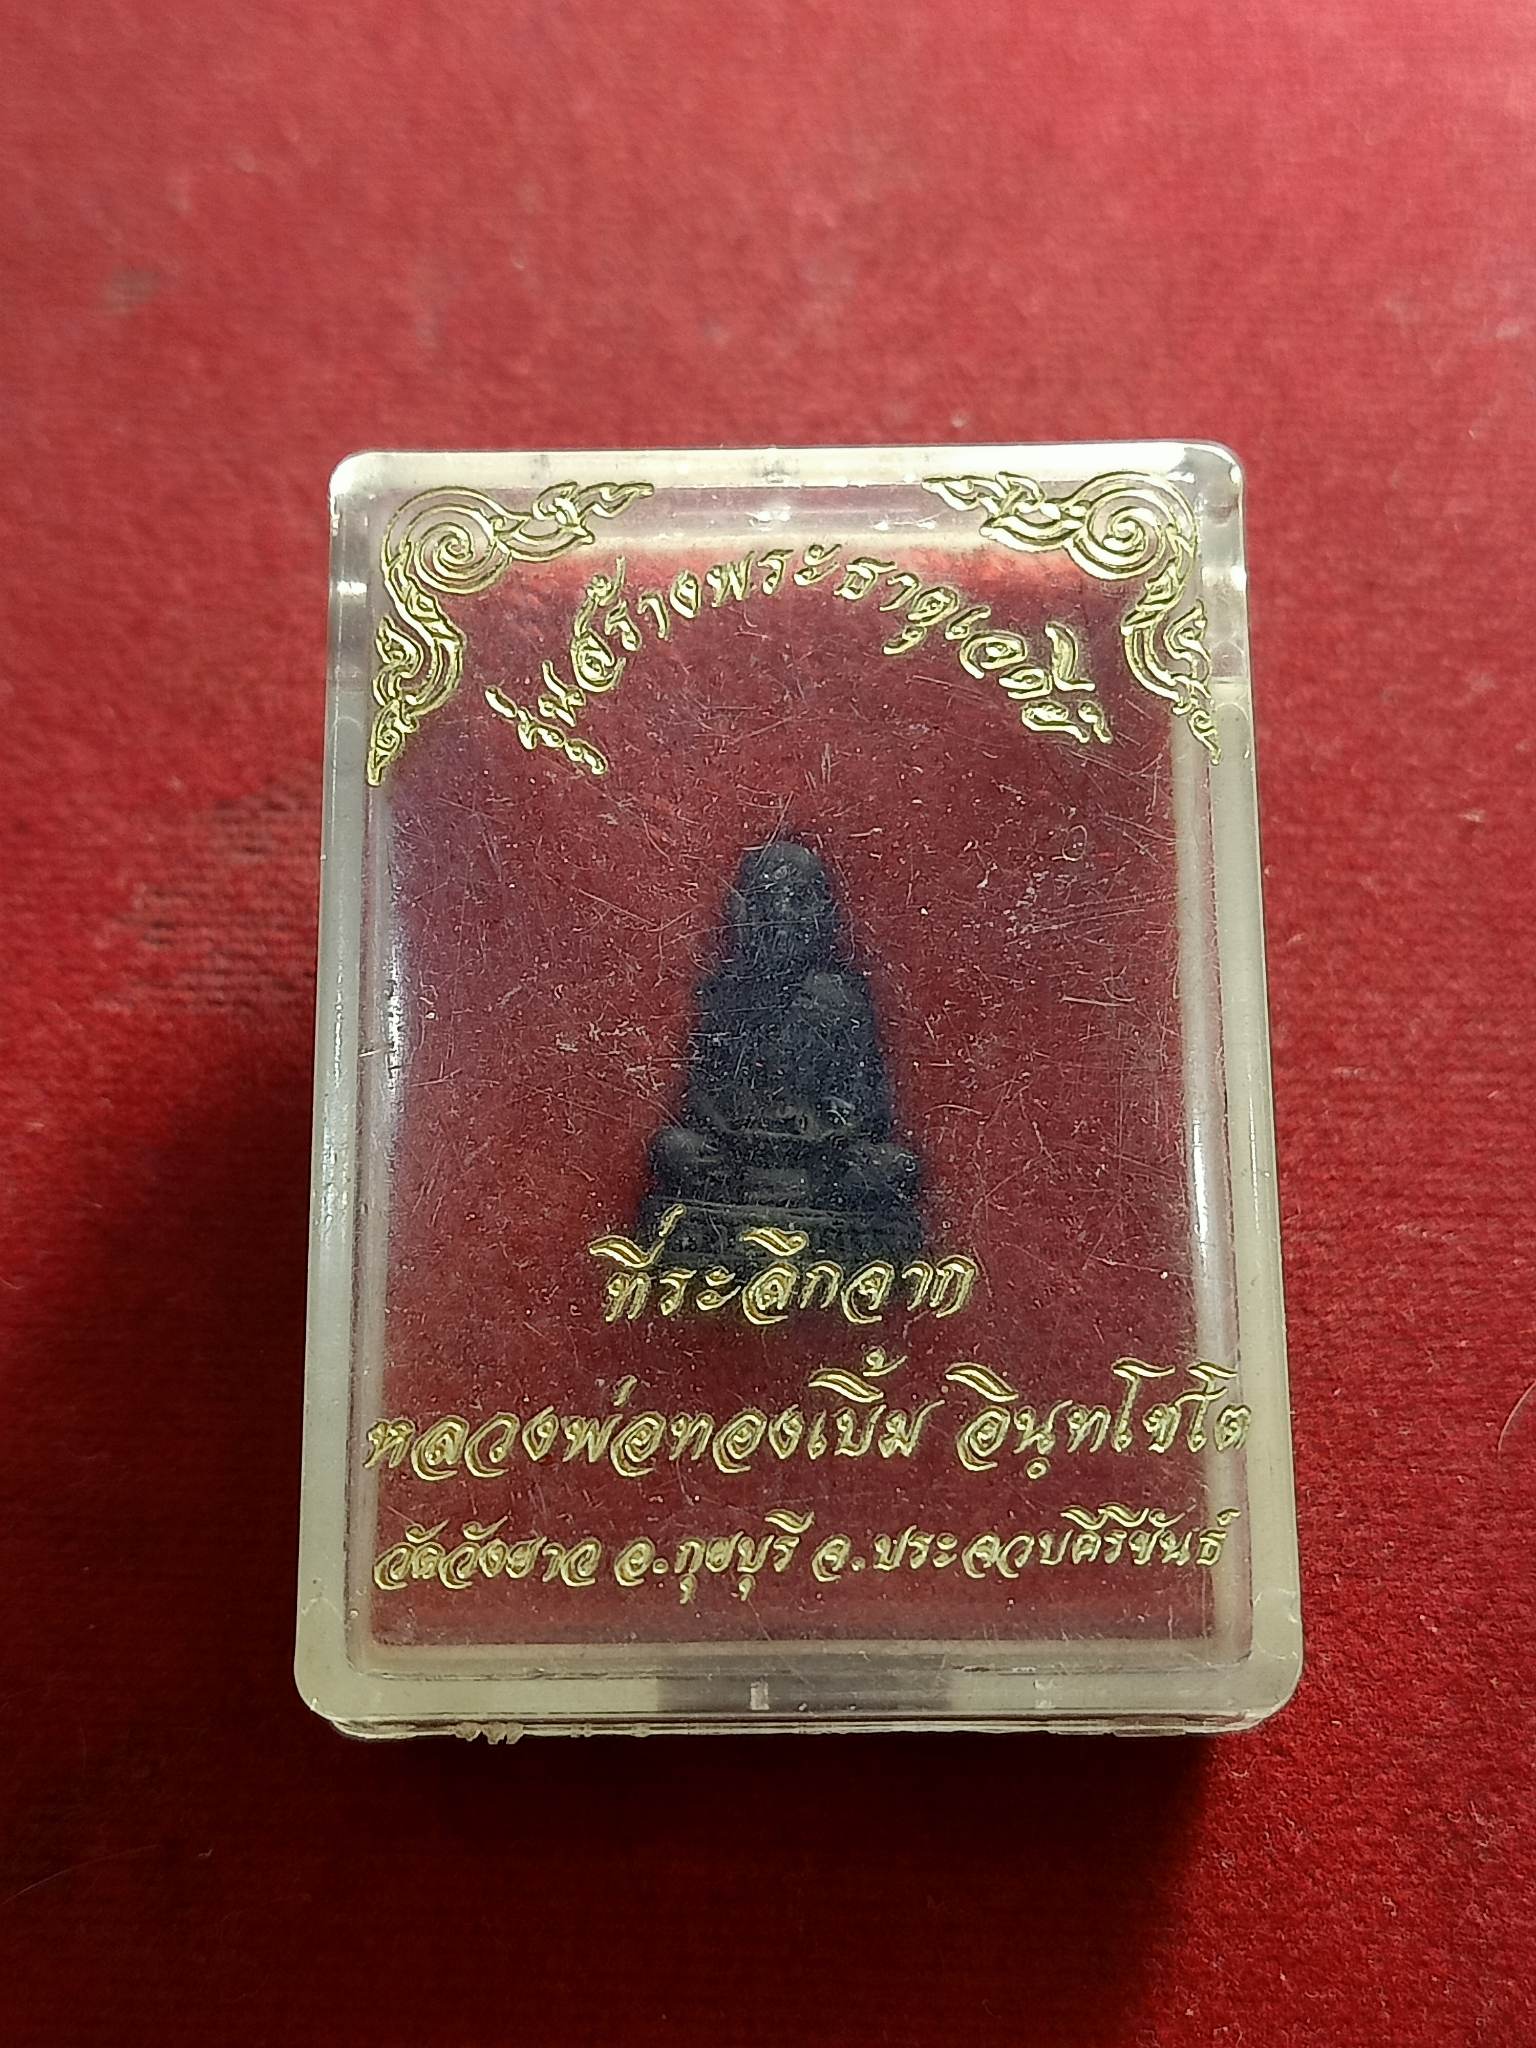 รุ่นสร้างพระธาตุเจดีย์
ที่ระลึกจาก
หลวงพ่อทองเบิ้ม อินฺทโชโต
วัดวังยาว อ.กุยบุรี จ.ประจวบคีรีขันธ์